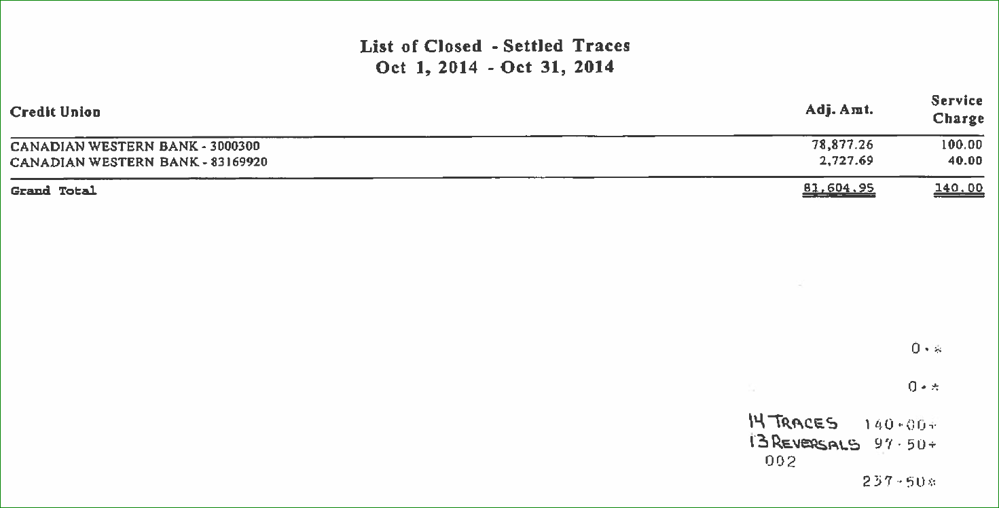 List of Closed - Settled Traces
Oct 1, 2014 - Oct 31, 2014
Credit Union Adj. Amt. Service Charge
CANADIAN WESTERN BANK - 3000300 78,877.26 100.00
CANADIAN WESTERN BANK - 83169920 2,727.69 40.00
Grand Total 81,604.95 140.00
0.*
0.*
14 TRACES 140.00+
13 REVERSALS 97.50+
002
237.50*